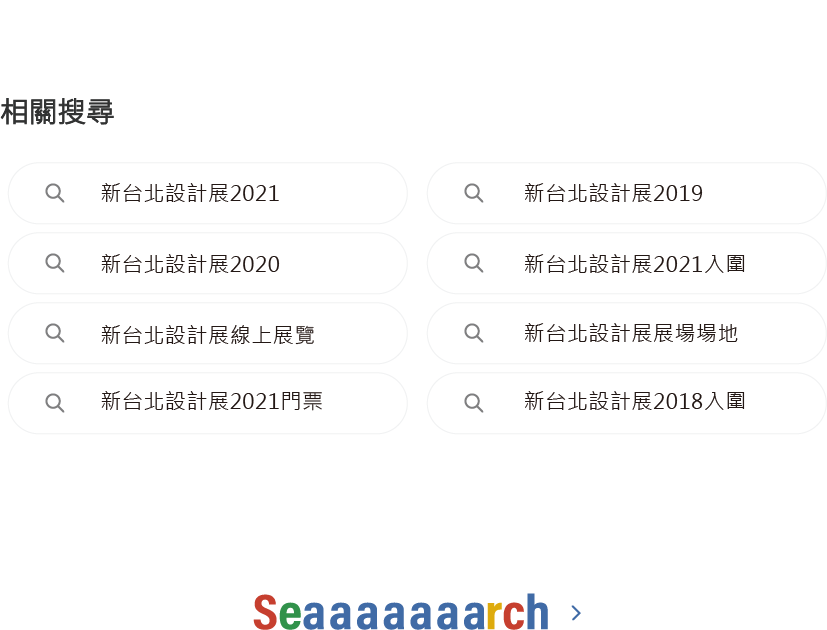 相關搜尋
新台北設計展2021
新台北設計展2019
新台北設計展2020
新台北設計展2021入圍
新台北設計展線上展覽
新台北設計展展場場地
新台北設計展2021門票
新台北設計展2018入圍
Seaaaaaaarch